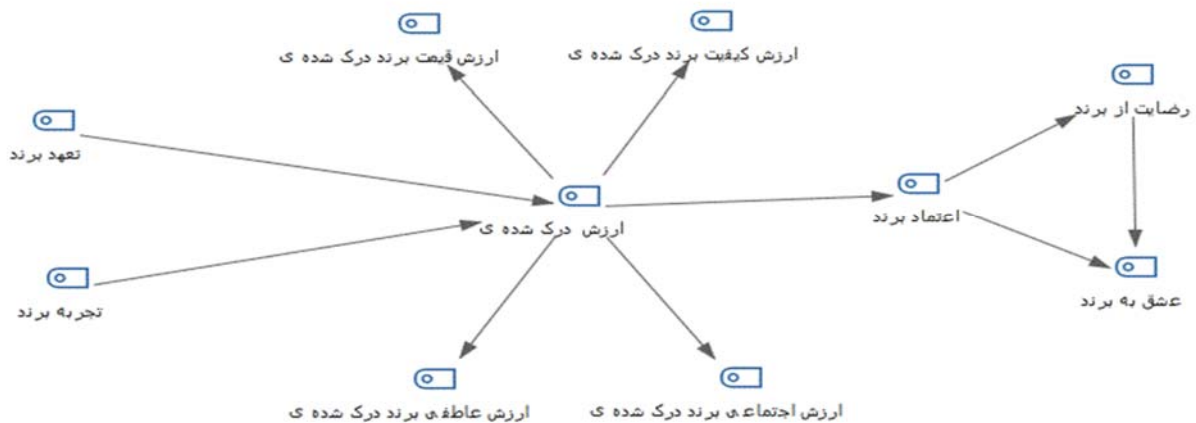 ارزش کیفیت برند درک شده ی
ارزش قیمت برند درک شده ی
رضایت از برند
تعهد برند
اعتماد برند
ارزش درک شده ی
عشق به برند
تجربه برند
ارزش اجتماعی برند درک شده ی
ارزش عاطفی برند درک شده ی